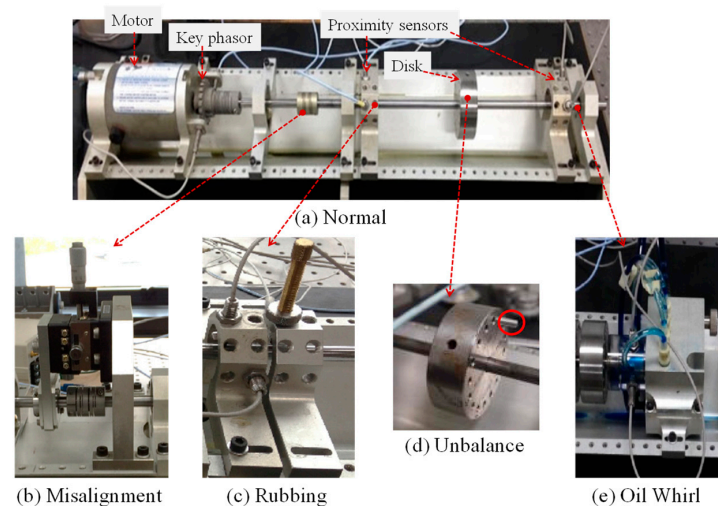 Motor
Key phasor
Proximity sensors
Disk
(a) Normal
(b) Misalignment
(c) Rubbing
(d) Unbalance
(e) Oil Whirl